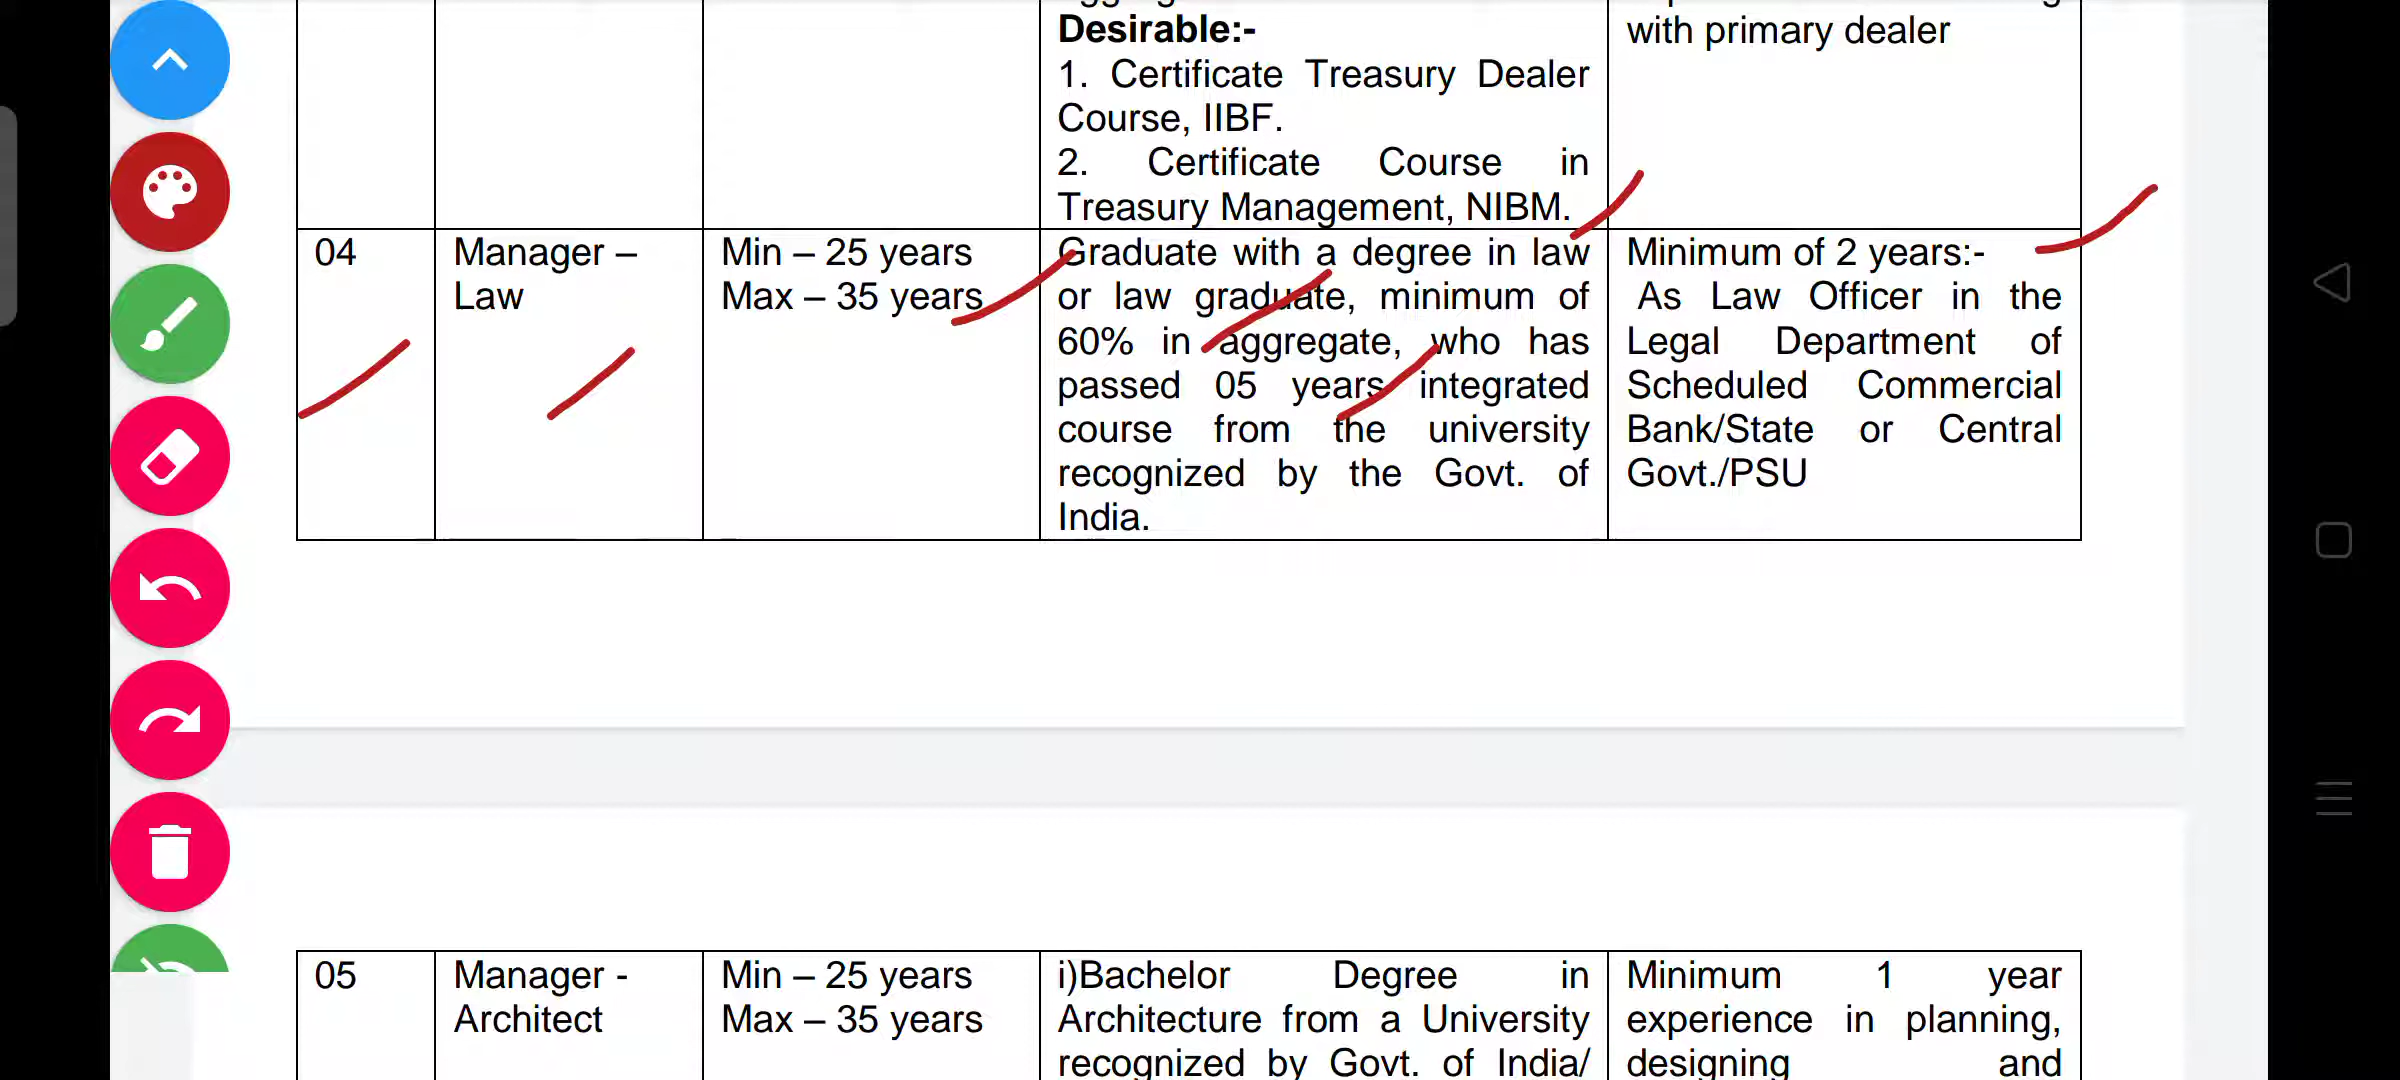 with primary dealer
Desirable:-
1. Certificate Treasury Dealer
Course, IIBF.
2. Certificate Course in
Treasury Management, NIBM.
04
Manager –
Law
Min – 25 years
Max – 35 years
Graduate with a degree in law
or law graduate, minimum of
60% in aggregate, who has
passed 05 years integrated
course from the university
recognized by the Govt. of
India.
Minimum of 2 years:-
As Law Officer in the
Legal Department of
Scheduled Commercial
Bank/State or Central
Govt./PSU
05
Manager -
Architect
Min – 25 years
Max – 35 years
i)Bachelor Degree in
Architecture from a University
recognized by Govt. of India/
Minimum 1 year
experience in planning,
designing and